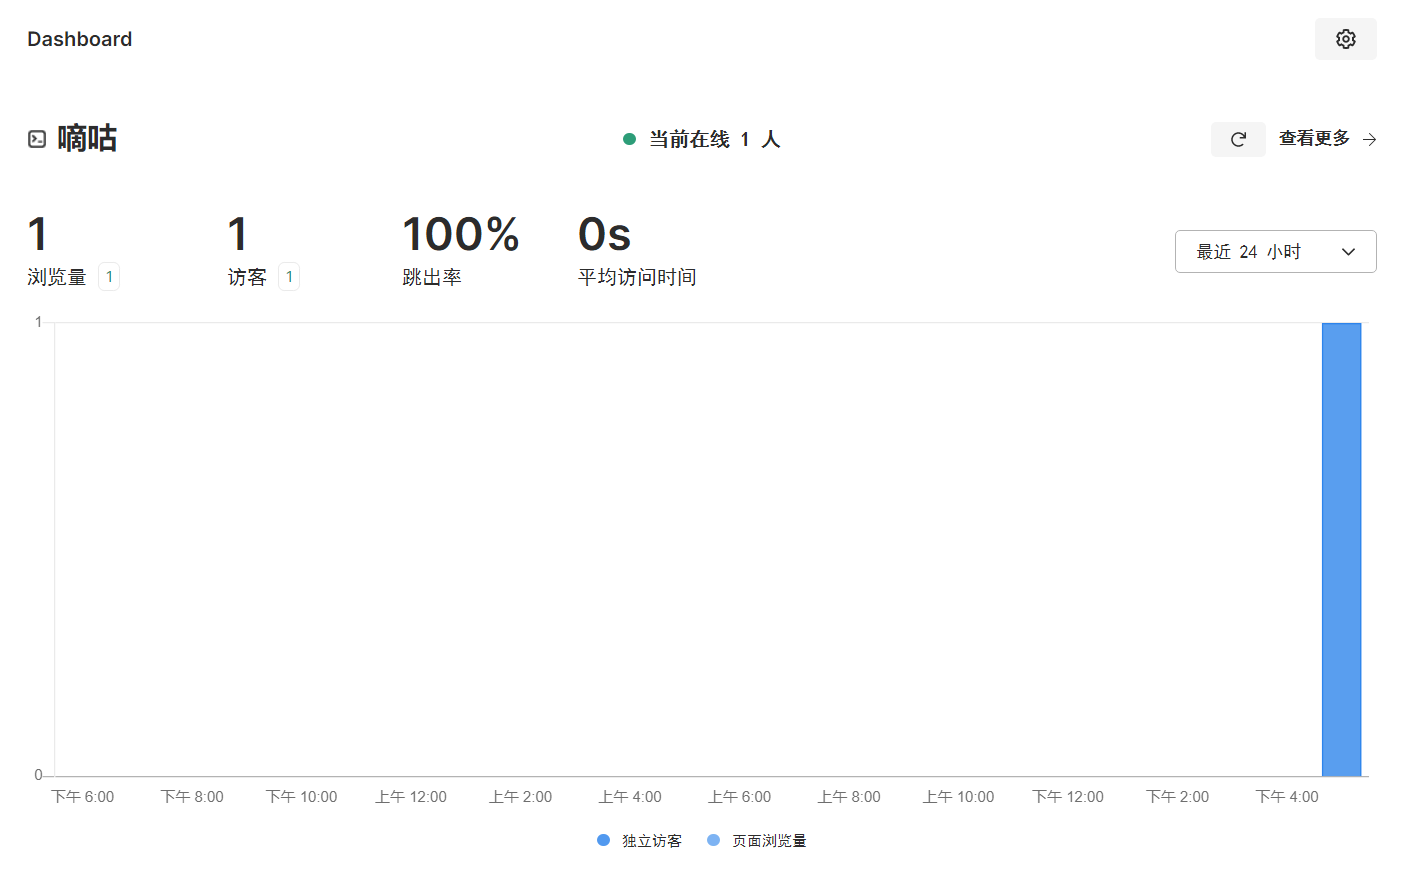 Dashboard
嘀咕
当前在线 1 人
查看更多
1
浏览量 1
1
访客 1
100%
跳出率
0s
平均访问时间
最近 24 小时
1
0
下午 6:00 下午 8:00 下午 10:00 上午 12:00 上午 2:00 上午 4:00 上午 6:00 上午 8:00 上午 10:00 下午 12:00 下午 2:00 下午 4:00
独立访客 页面浏览量